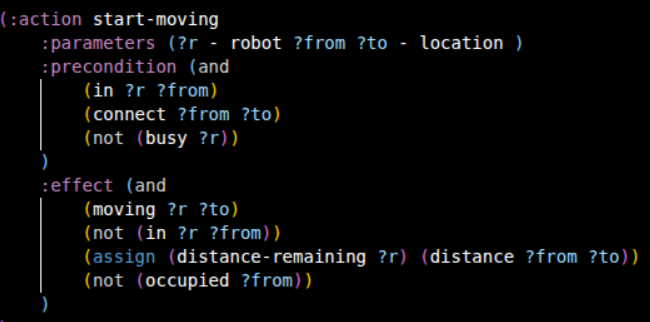 (:action start-moving
    :parameters (?r - robot ?from ?to - location )
    :precondition (and
        (in ?r ?from)
        (connect ?from ?to)
        (not (busy ?r))
    )
    :effect (and
        (moving ?r ?to)
        (not (in ?r ?from))
        (assign (distance-remaining ?r) (distance ?from ?to))
        (not (occupied ?from))
    )